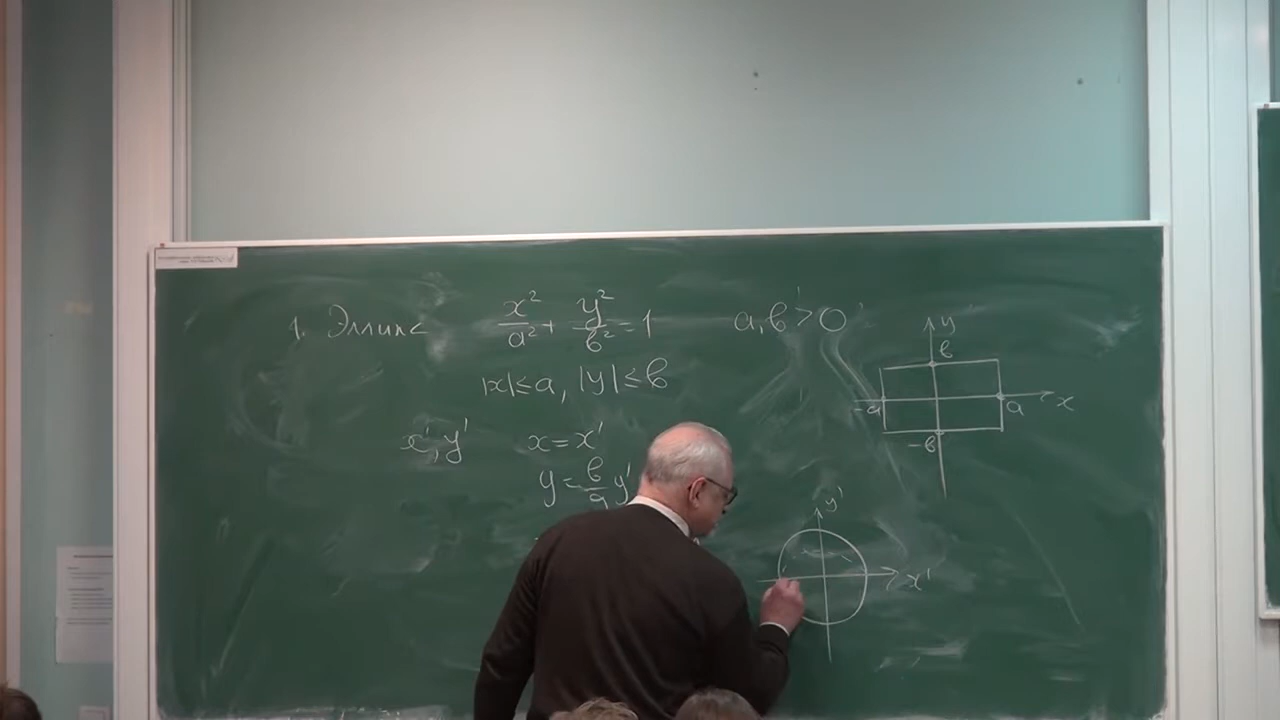 1. Эллипс x²/a² + y²/b² = 1 a, b > 0
|x| ≤ a, |y| ≤ b
x', y' x = x'
y = b/a y'
y
b
-a a x
-b
y'
x'